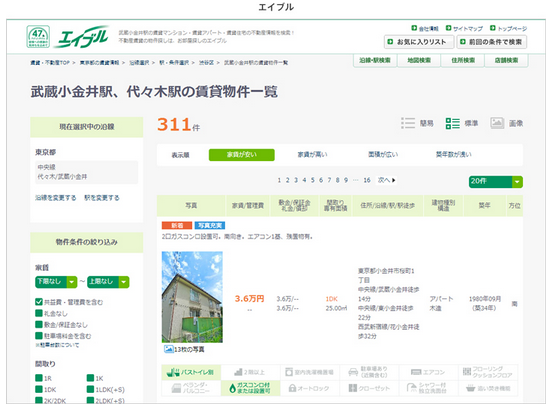 エイブル
武蔵小金井駅の賃貸マンション・賃貸アパート・賃貸住宅の不動産情報を検索!
不動産賃貸の物件探しは、お部屋探しのエイブル
47
エイブル
会社情報
サイトマップ
トップページ
お気に入りリスト
前回の条件で検索
賃貸・不動産TOP > 東京都の賃貸情報 > 沿線選択 > 駅・条件選択 > 渋谷区 > 武蔵小金井駅の賃貸物件一覧
沿線・駅検索
地図検索
住所検索
店舗検索
武蔵小金井駅、代々木駅の賃貸物件一覧
現在選択中の沿線
東京都
中央線
代々木/武蔵小金井
沿線を変更する
駅を変更する
物件条件の絞り込み
家賃
下限なし ~ 上限なし
共益費・管理費を含む
礼金なし
敷金/保証金なし
駐車場料金を含む
※駐車台数について
間取り
1R
1K
1DK
1LDK(+S)
2K/2DK
2LDK(+S)
311件
簡易
標準
画像
表示順
家賃が安い
家賃が高い
面積が広い
築年数が浅い
1 2 3 4 5 6 7 8 9 … 16 次へ
20件
写真
家賃/管理費
敷金/保証金
礼金/償却
間取り
専有面積
住所/沿線/駅/駅徒歩
建物種別
構造
築年
方位
新着
写真充実
2口ガスコンロ設置可。南向き。エアコン1基、残置物有。
3.6万円
--
3.6万/--
3.6万/--
1DK
25.00㎡
東京都小金井市桜町1
丁目
中央線/武蔵小金井徒歩
14分
中央線/東小金井徒歩
22分
西武新宿線/花小金井徒
歩32分
アパート
木造
1980年09月
(築34年)
南
13枚の写真
バストイレ別
2階以上
室内洗濯機置場
駐車場あり
(近隣含む)
エアコン
フローリング
クッションフロア
ベランダ・
バルコニー
ガスコンロ付
または設置可
オートロック
クローゼット
シャワー付
独立洗面台
追い焚き機能